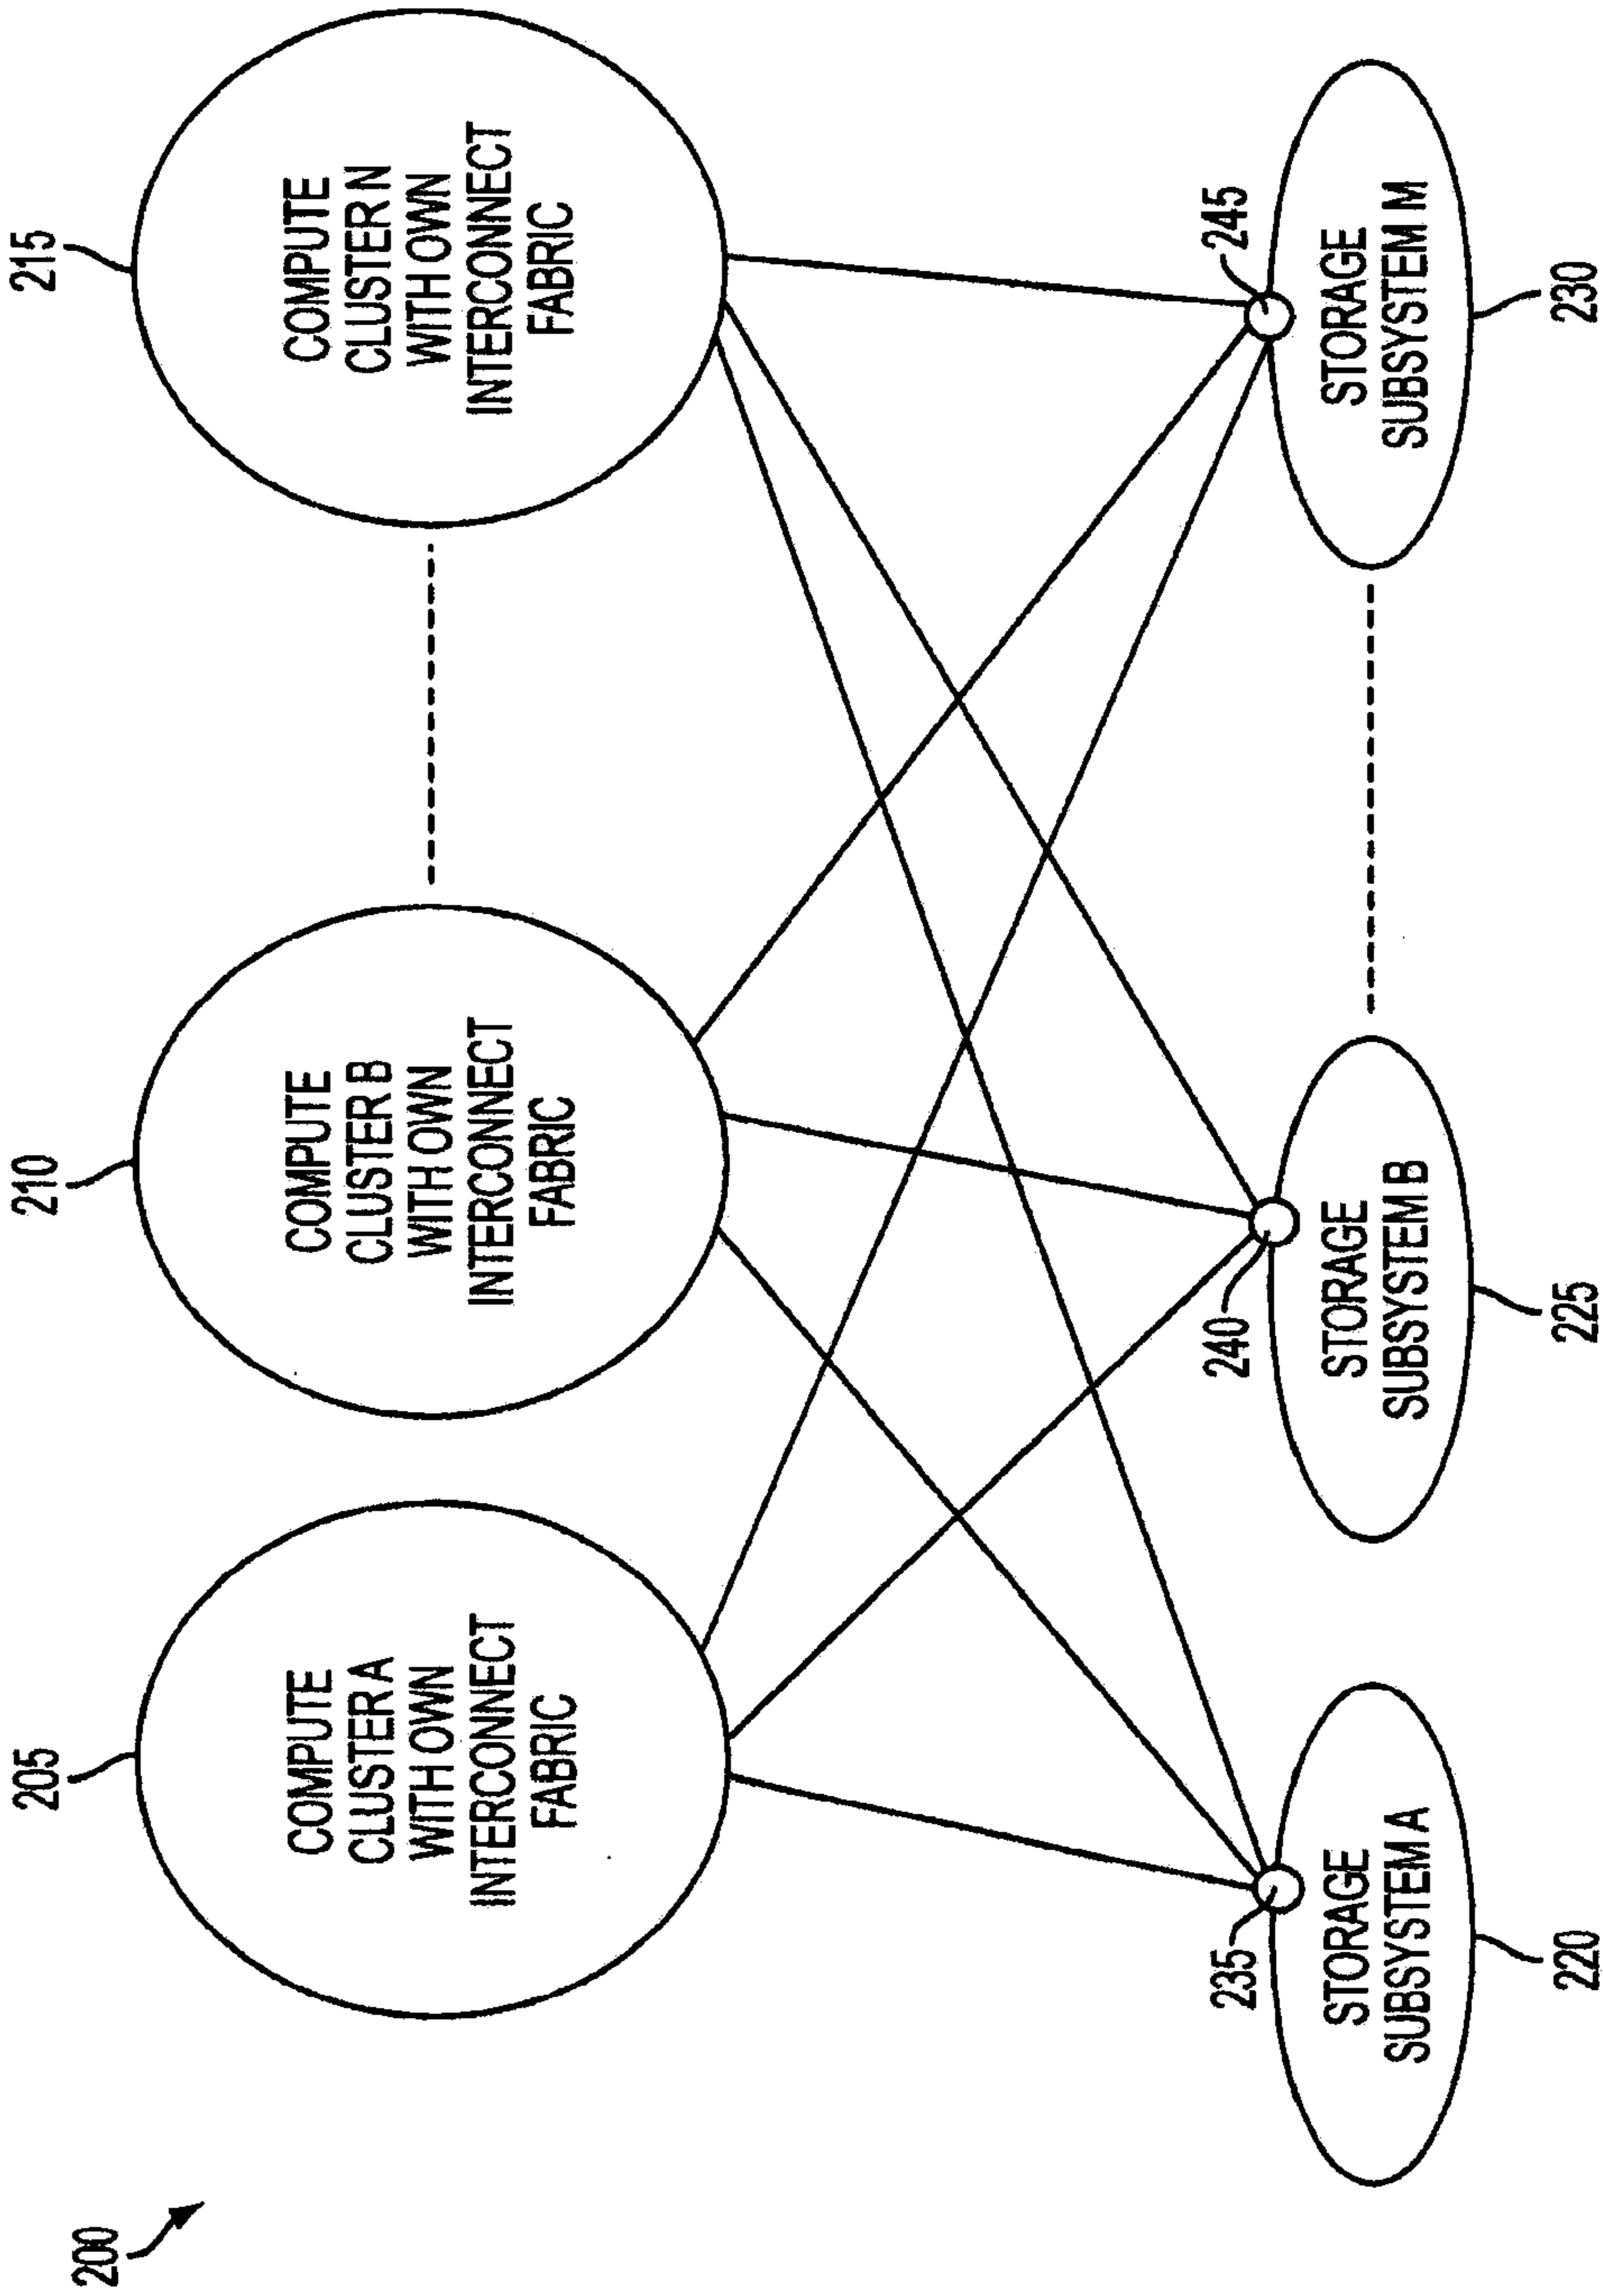 200
205
210
215
COMPUTE
CLUSTER A
WITH OWN
INTERCONNECT
FABRIC
COMPUTE
CLUSTER B
WITH OWN
INTERCONNECT
FABRIC
COMPUTE
CLUSTER N
WITH OWN
INTERCONNECT
FABRIC
235
240
245
STORAGE
SUBSYSTEM A
STORAGE
SUBSYSTEM B
STORAGE
SUBSYSTEM M
220
225
230